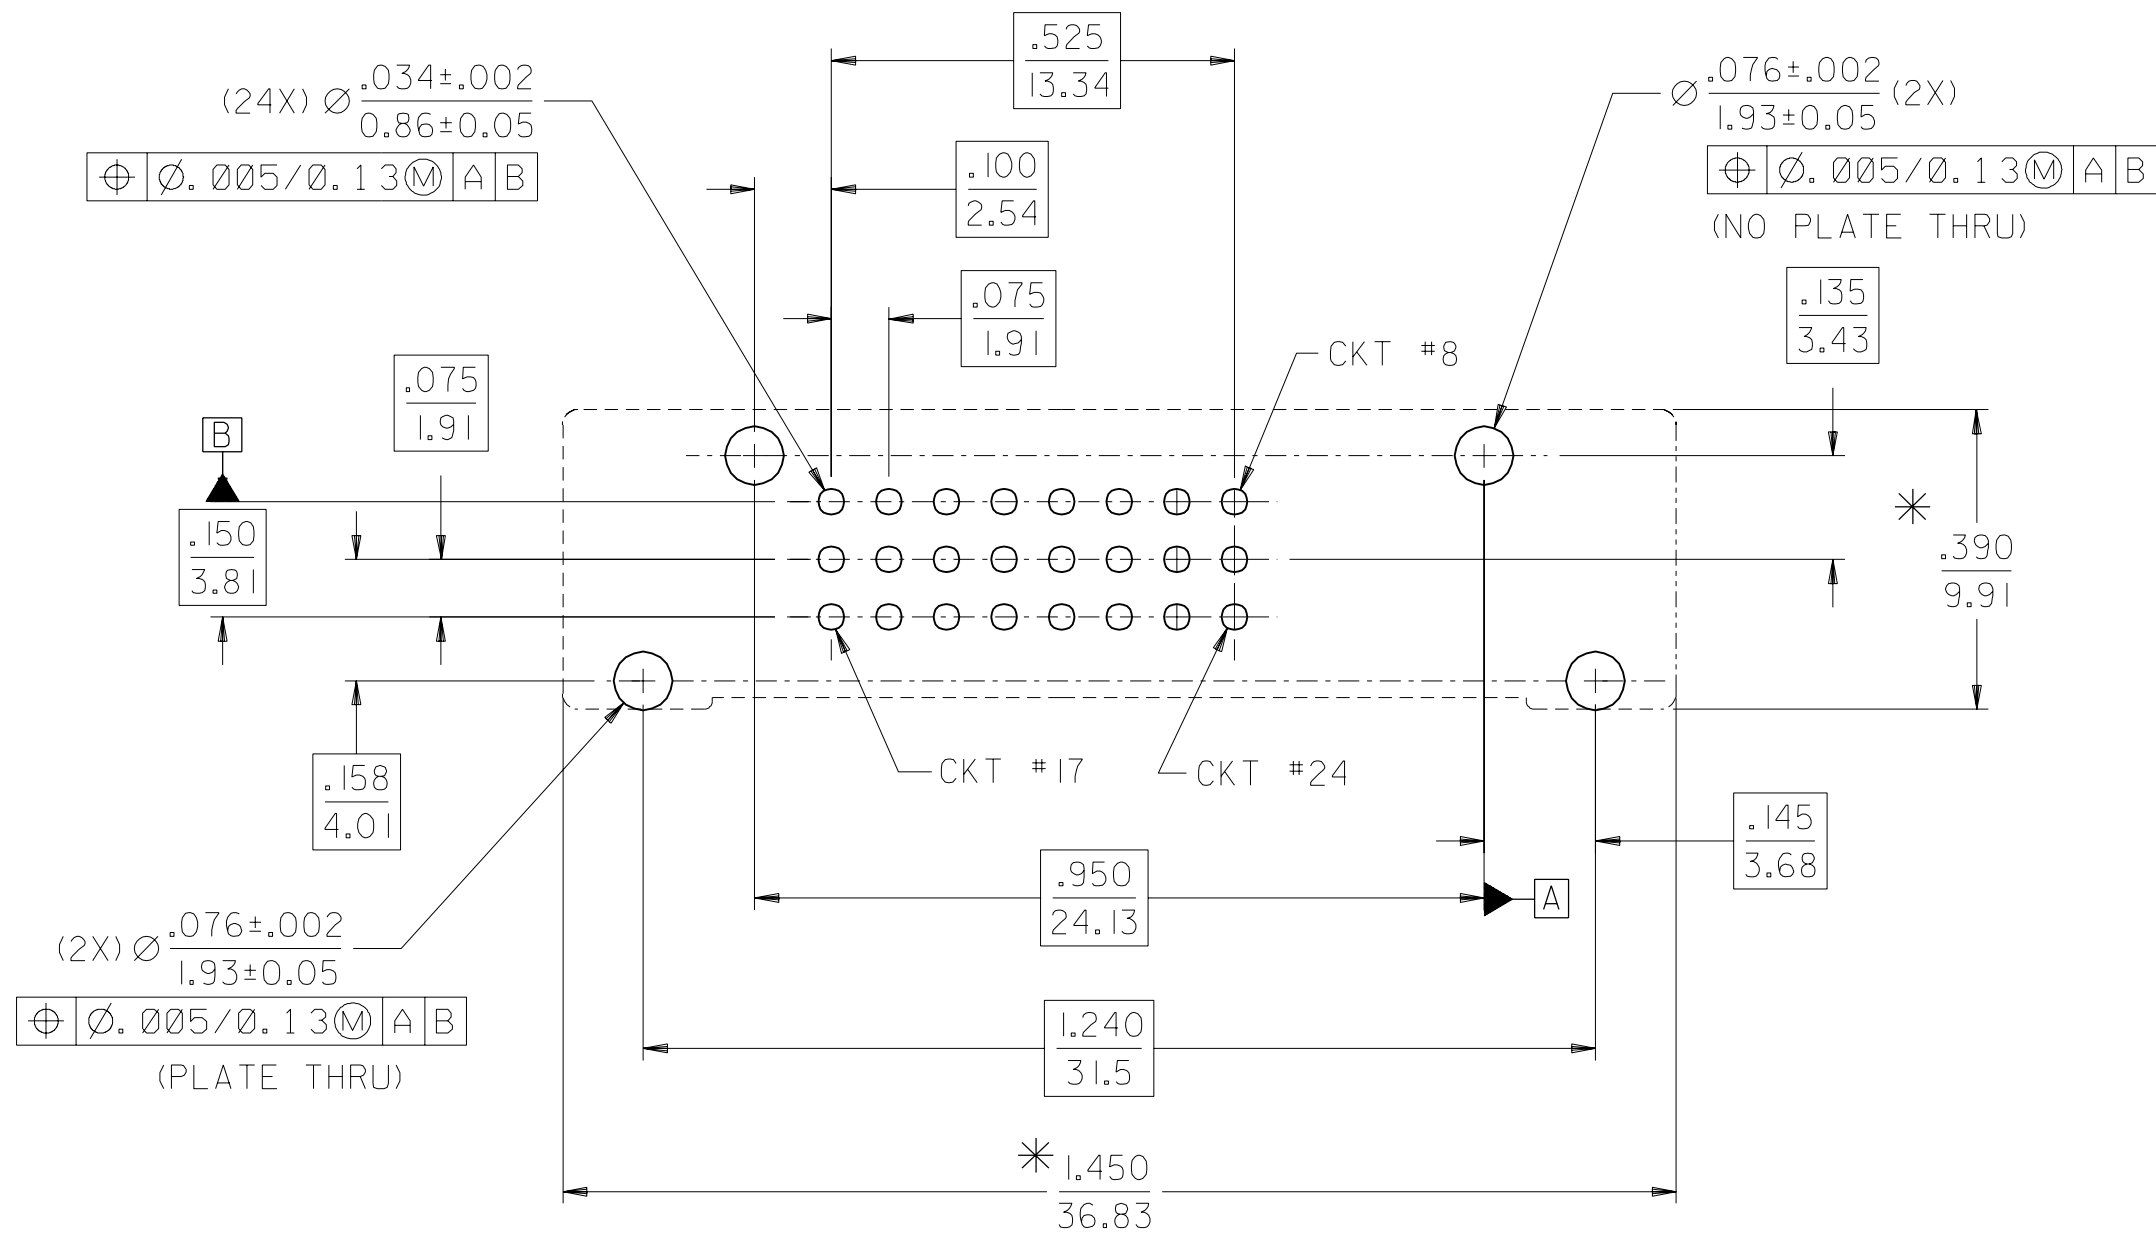 .525
13.34
(24X) Ø .034±.002
0.86±0.05
⌖ Ø.005/0.13Ⓜ A B
Ø .076±.002 (2X)
1.93±0.05
⌖ Ø.005/0.13Ⓜ A B
(NO PLATE THRU)
.100
2.54
.075
1.91
.135
3.43
CKT #8
.075
1.91
B
.150
3.81
* .390
9.91
CKT #17
CKT #24
.158
4.01
.145
3.68
.950
24.13
A
(2X) Ø .076±.002
1.93±0.05
⌖ Ø.005/0.13Ⓜ A B
(PLATE THRU)
1.240
31.5
* 1.450
36.83